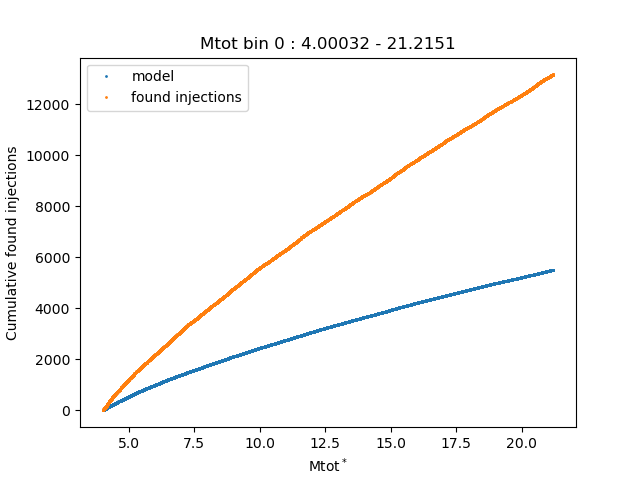 Mtot bin 0 : 4.00032 - 21.2151
model
found injections
Cumulative found injections
12000
10000
8000
6000
4000
2000
0
5.0 7.5 10.0 12.5 15.0 17.5 20.0
Mtot*